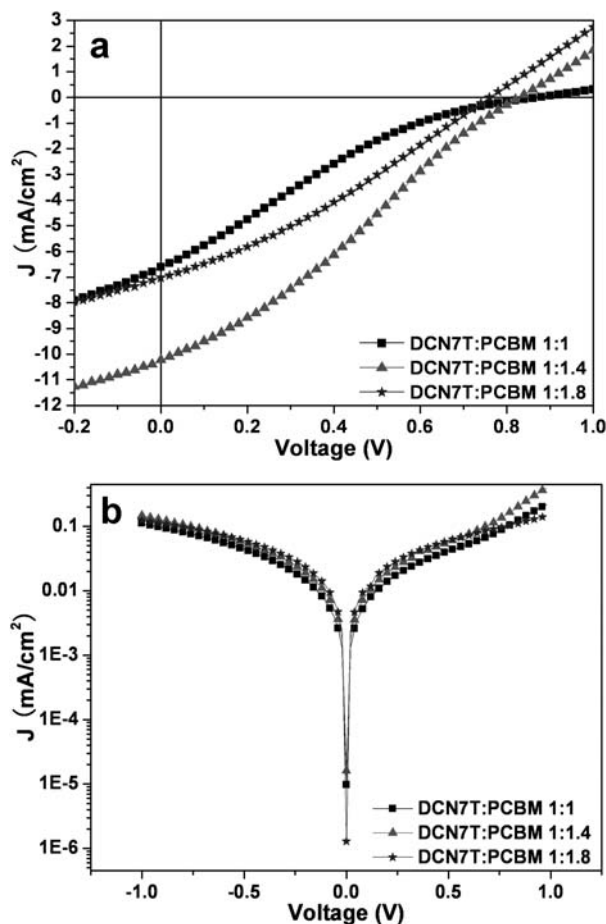 a
3
2
1
0
-1
-2
-3
-4
-5
-6
-7
-8
-9
-10
-11
-12
J (mA/cm²)
DCN7T:PCBM 1:1
DCN7T:PCBM 1:1.4
DCN7T:PCBM 1:1.8
-0.2 0.0 0.2 0.4 0.6 0.8 1.0
Voltage (V)
b
0.1
0.01
1E-3
1E-4
1E-5
1E-6
J (mA/cm²)
DCN7T:PCBM 1:1
DCN7T:PCBM 1:1.4
DCN7T:PCBM 1:1.8
-1.0 -0.5 0.0 0.5 1.0
Voltage (V)